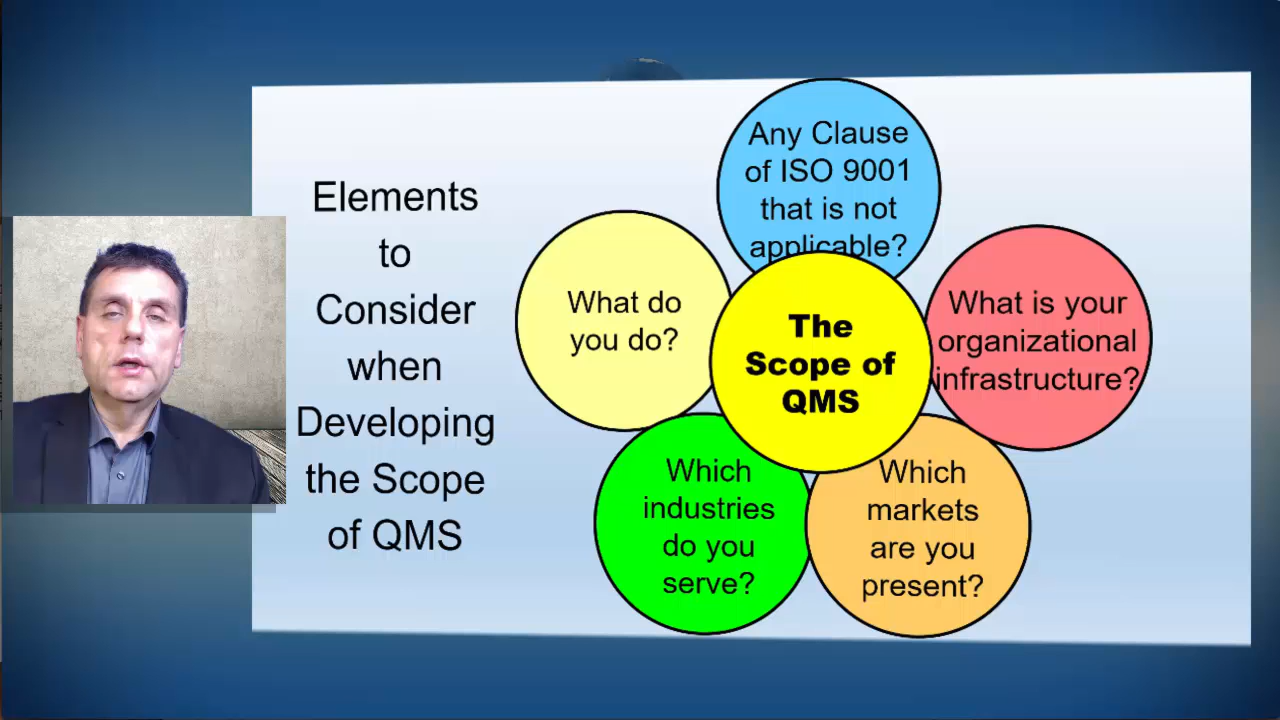 Elements
to
Consider
when
Developing
the Scope
of QMS
Any Clause
of ISO 9001
that is not
applicable?
What do
you do?
The
Scope of
QMS
What is your
organizational
infrastructure?
Which
industries
do you
serve?
Which
markets
are you
present?